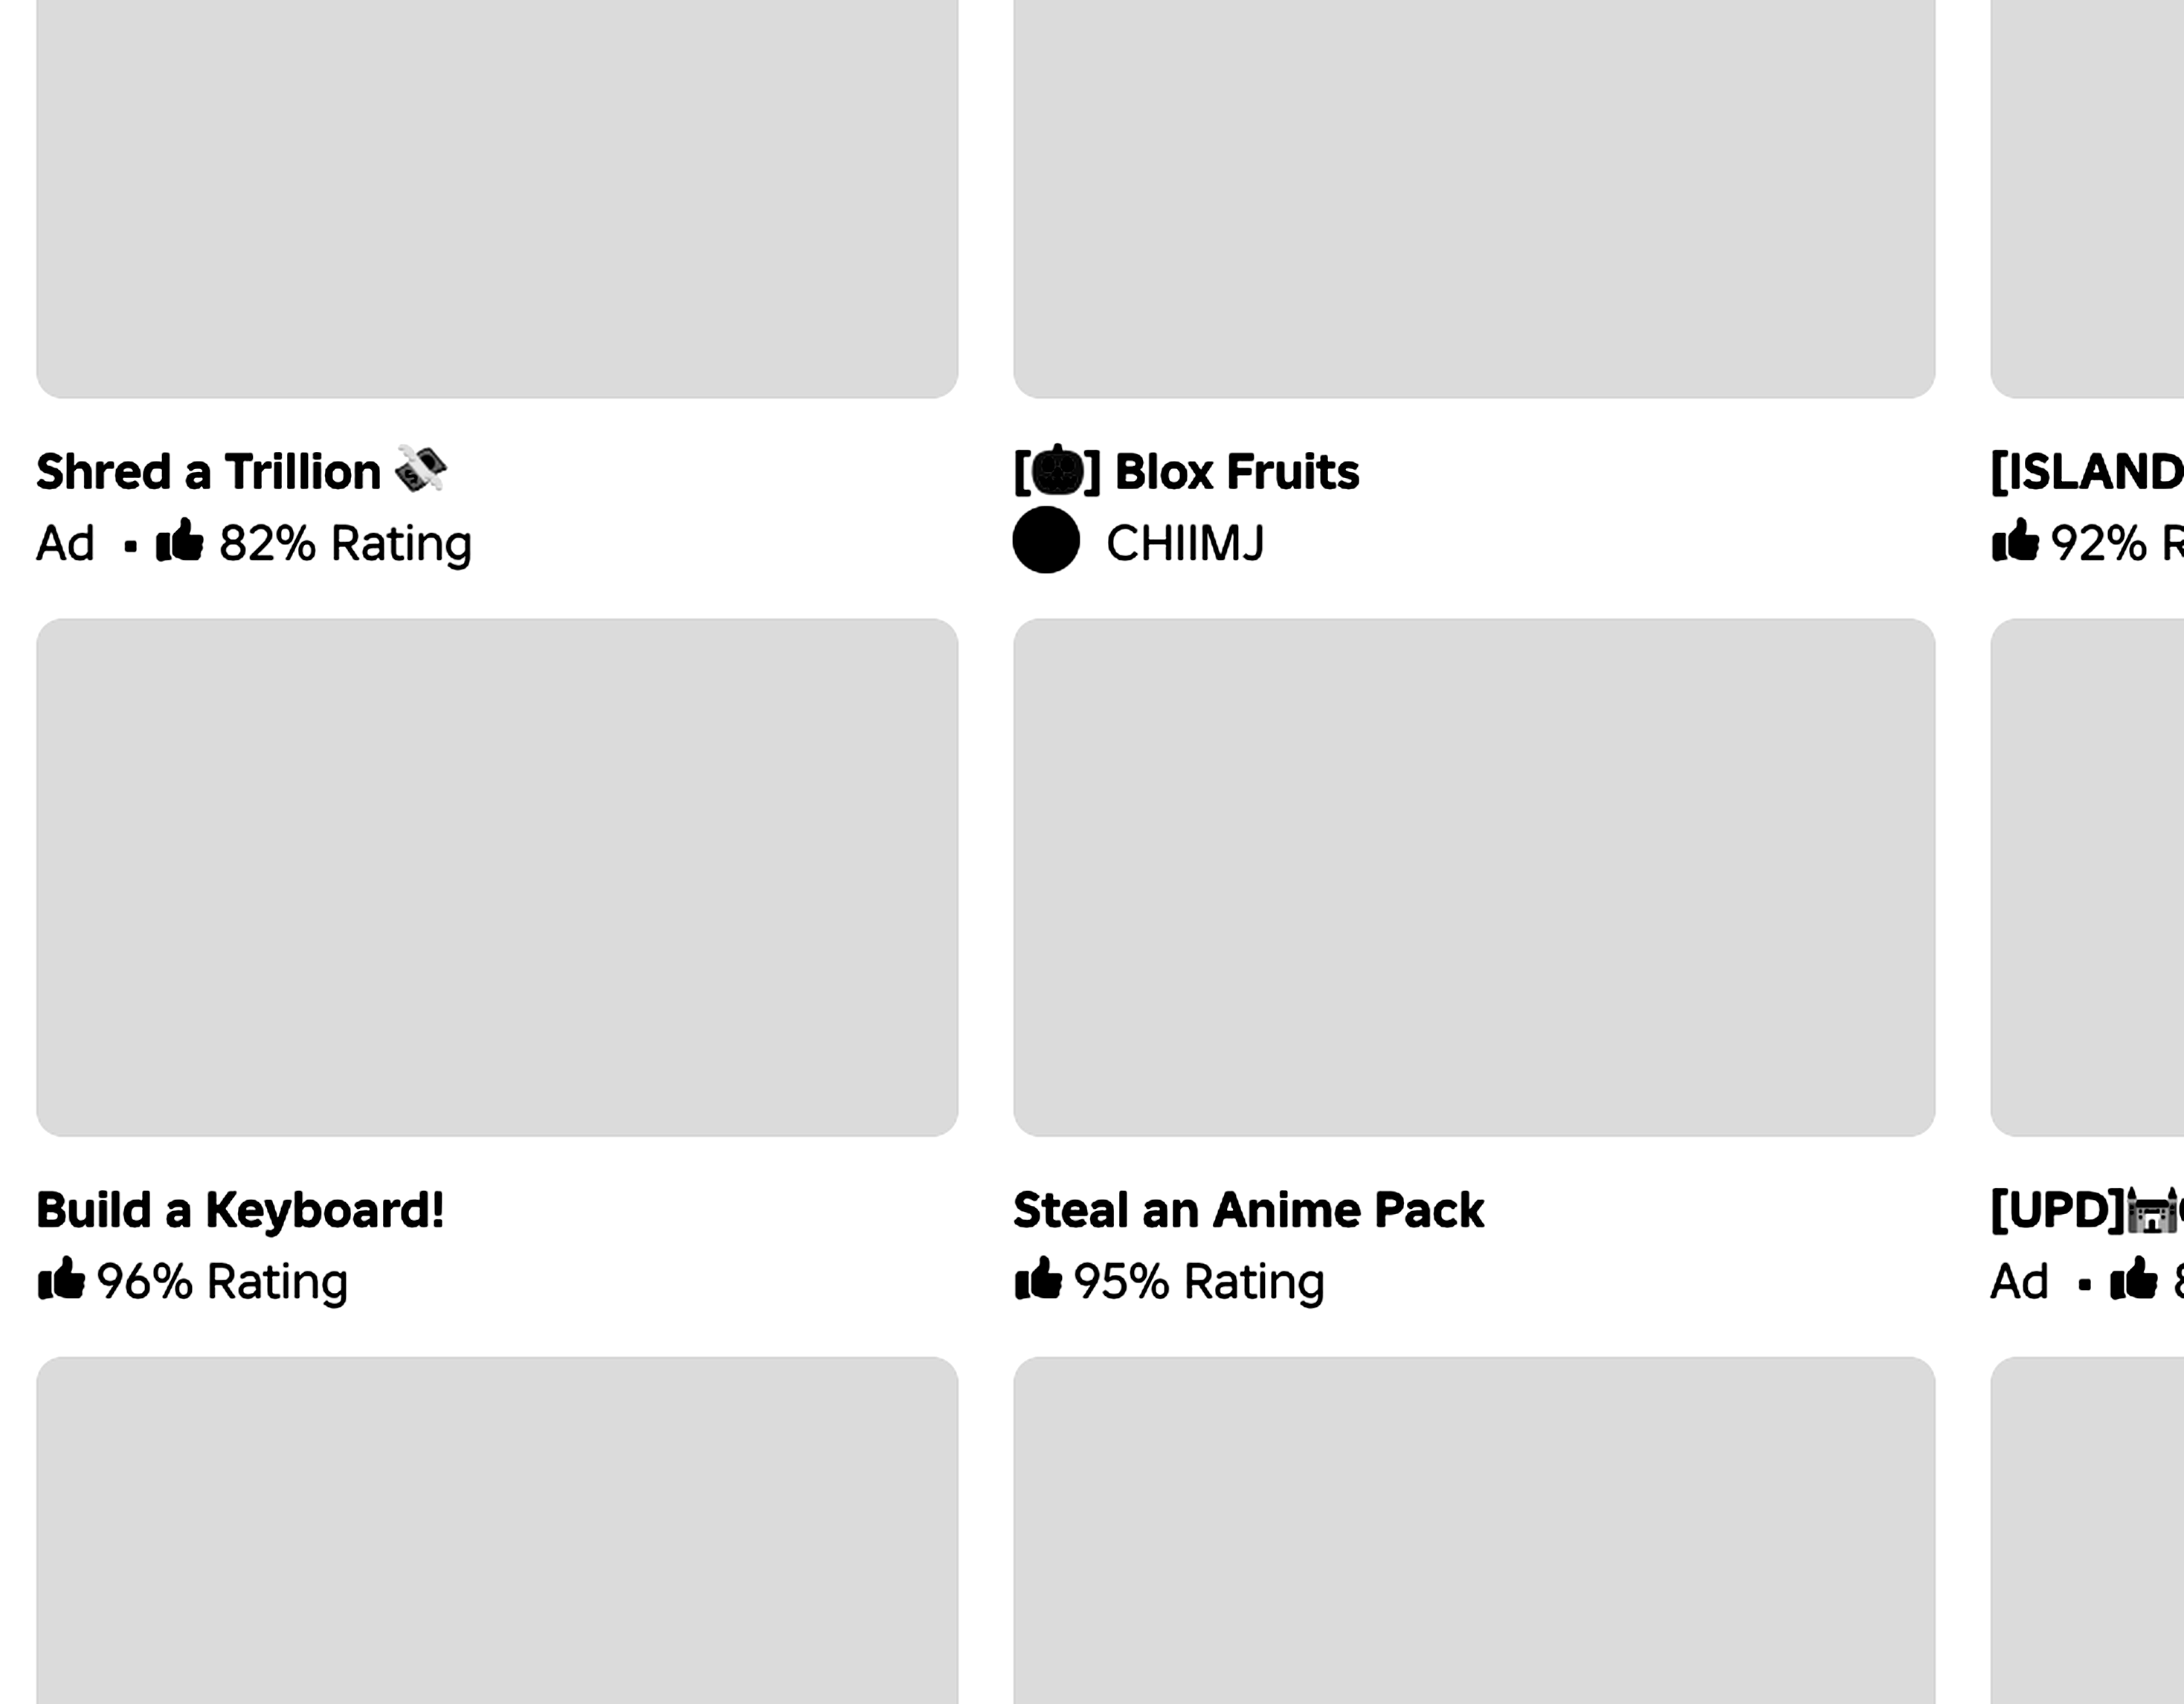 Shred a Trillion 💸
Ad · 👍 82% Rating
[🎃] Blox Fruits
CHIIMJ
[ISLAND
👍 92%
Build a Keyboard!
👍 96% Rating
Steal an Anime Pack
👍 95% Rating
[UPD]🏰
Ad · 👍